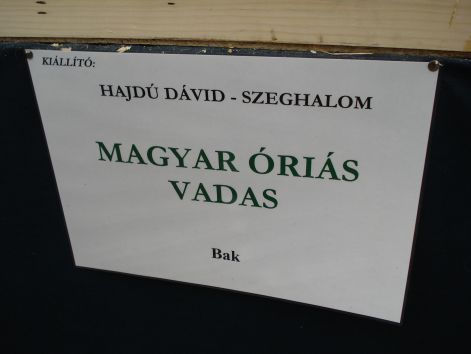 KIÁLLÍTÓ:
HAJDÚ DÁVID - SZEGHALOM
MAGYAR ÓRIÁS
VADAS
Bak